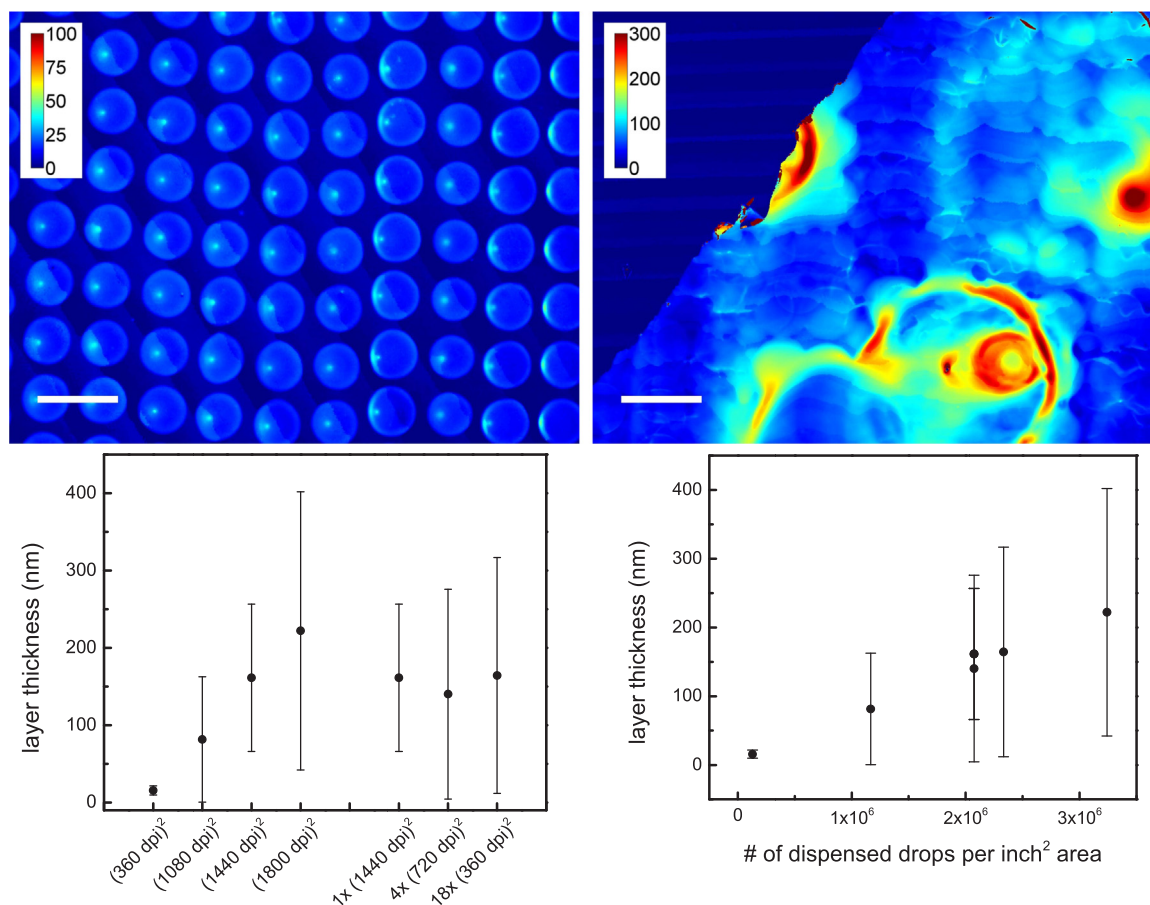 100
75
50
25
0
300
200
100
0
layer thickness (nm)
400
300
200
100
0
(360 dpi)²
(1080 dpi)²
(1440 dpi)²
(1800 dpi)²
1x (1440 dpi)²
4x (720 dpi)²
18x (360 dpi)²
layer thickness (nm)
400
300
200
100
0
0
1x10⁶
2x10⁶
3x10⁶
# of dispensed drops per inch² area